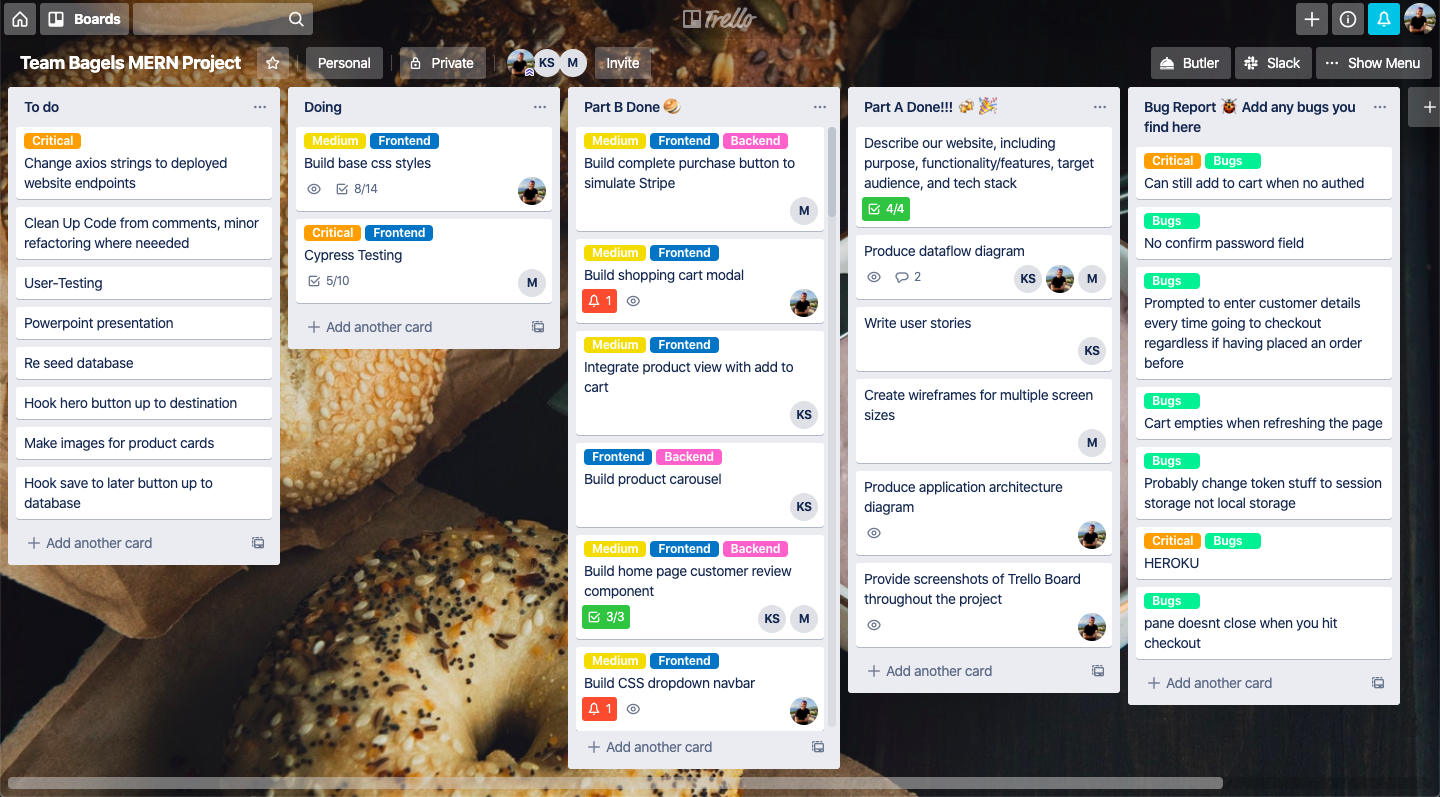 Boards
Trello
Team Bagels MERN Project
Personal
Private
KS
M
Invite
Butler
Slack
Show Menu
To do
Critical
Change axios strings to deployed
website endpoints
Clean Up Code from comments, minor
refactoring where neeeded
User-Testing
Powerpoint presentation
Re seed database
Hook hero button up to destination
Make images for product cards
Hook save to later button up to
database
Add another card
Doing
Medium Frontend
Build base css styles
8/14
Critical Frontend
Cypress Testing
5/10
M
Add another card
Part B Done 🥯
Medium Frontend Backend
Build complete purchase button to
simulate Stripe
M
Medium Frontend
Build shopping cart modal
1
Medium Frontend
Integrate product view with add to
cart
KS
Frontend Backend
Build product carousel
KS
Medium Frontend Backend
Build home page customer review
component
3/3
KS M
Medium Frontend
Build CSS dropdown navbar
1
Add another card
Part A Done!!! 🍻 🎉
Describe our website, including
purpose, functionality/features, target
audience, and tech stack
4/4
Produce dataflow diagram
2
KS M
Write user stories
KS
Create wireframes for multiple screen
sizes
M
Produce application architecture
diagram
Provide screenshots of Trello Board
throughout the project
Add another card
Bug Report 🐞 Add any bugs you
find here
Critical Bugs
Can still add to cart when no authed
Bugs
No confirm password field
Bugs
Prompted to enter customer details
every time going to checkout
regardless if having placed an order
before
Bugs
Cart empties when refreshing the page
Bugs
Probably change token stuff to session
storage not local storage
Critical Bugs
HEROKU
Bugs
pane doesnt close when you hit
checkout
Add another card